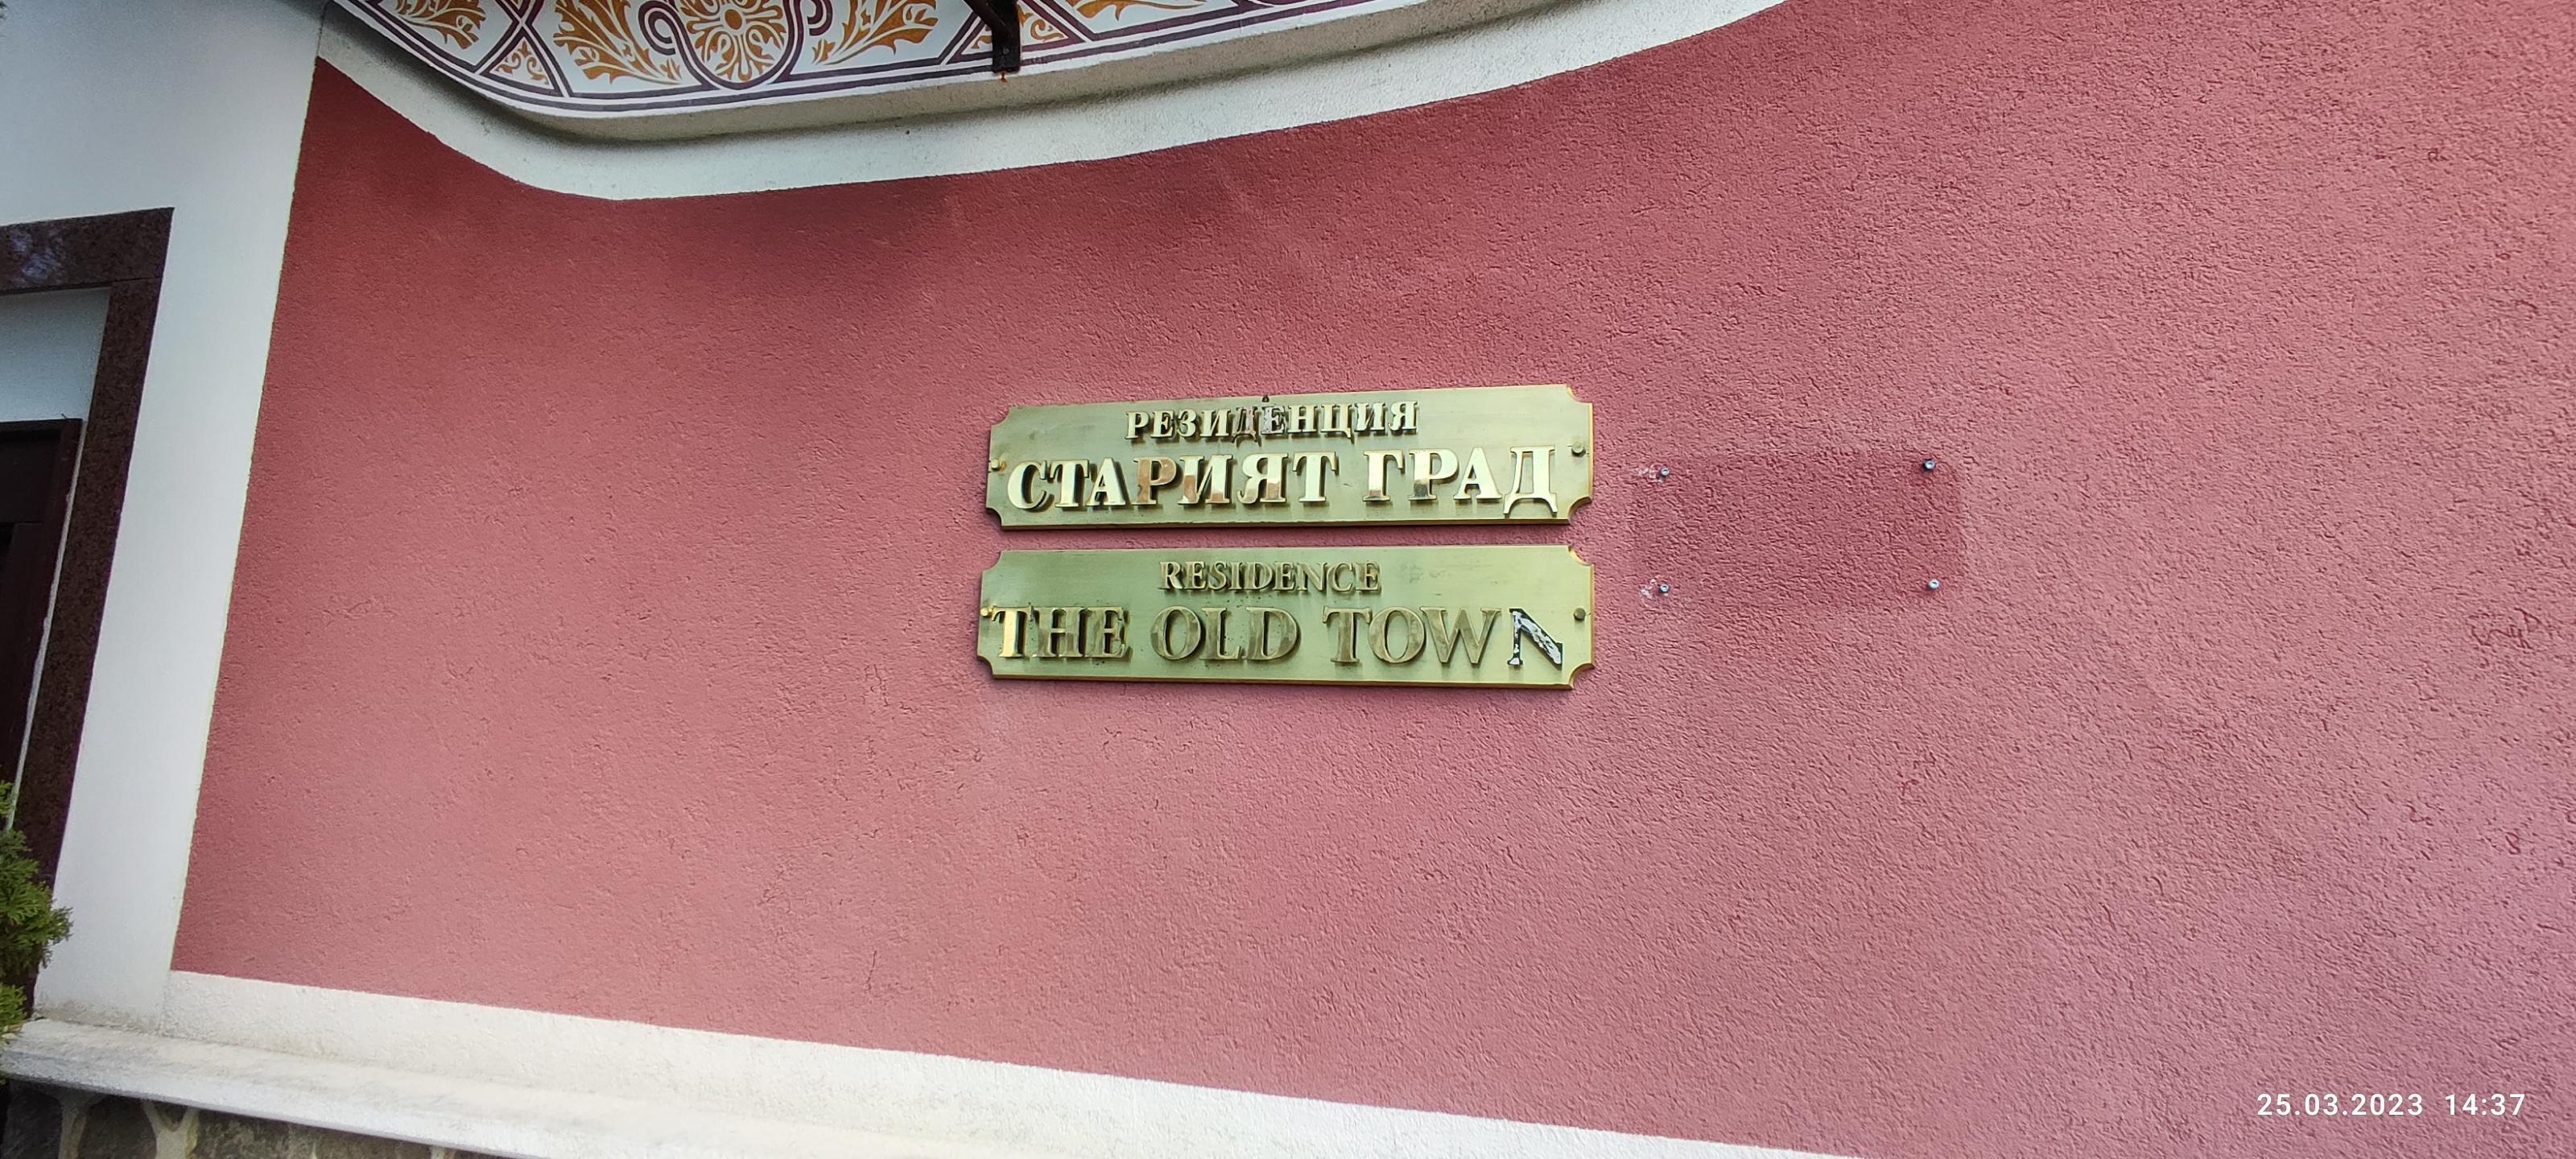 РЕЗИДЕНЦИЯ
СТАРИЯТ ГРАД
RESIDENCE
THE OLD TOWN
25.03.2023 14:37